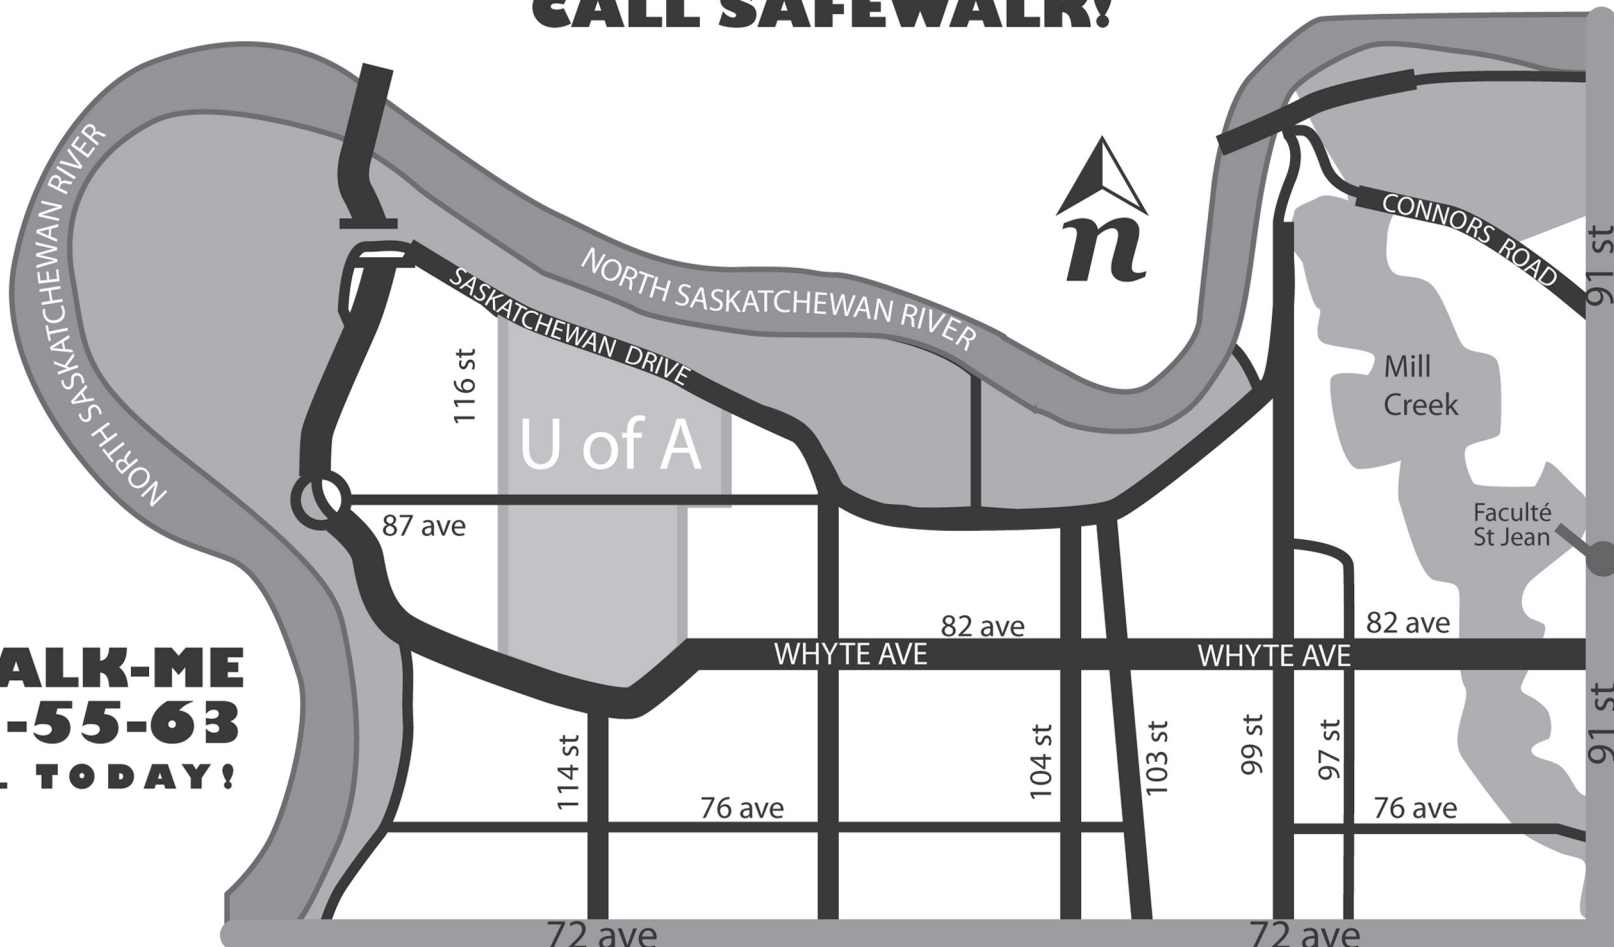 CALL SAFEWALK!
NORTH SASKATCHEWAN RIVER
NORTH SASKATCHEWAN RIVER
NORTH SASKATCHEWAN
n
CONNORS ROAD
91 st
SASKATCHEWAN DRIVE
116 st
U of A
Mill
Creek
87 ave
Faculté
St Jean
82 ave
82 ave
WHYTE AVE
WHYTE AVE
ALK-ME
-55-63
TODAY!
114 st
104 st
103 st
99 st
97 st
91 st
76 ave
76 ave
72 ave
72 ave